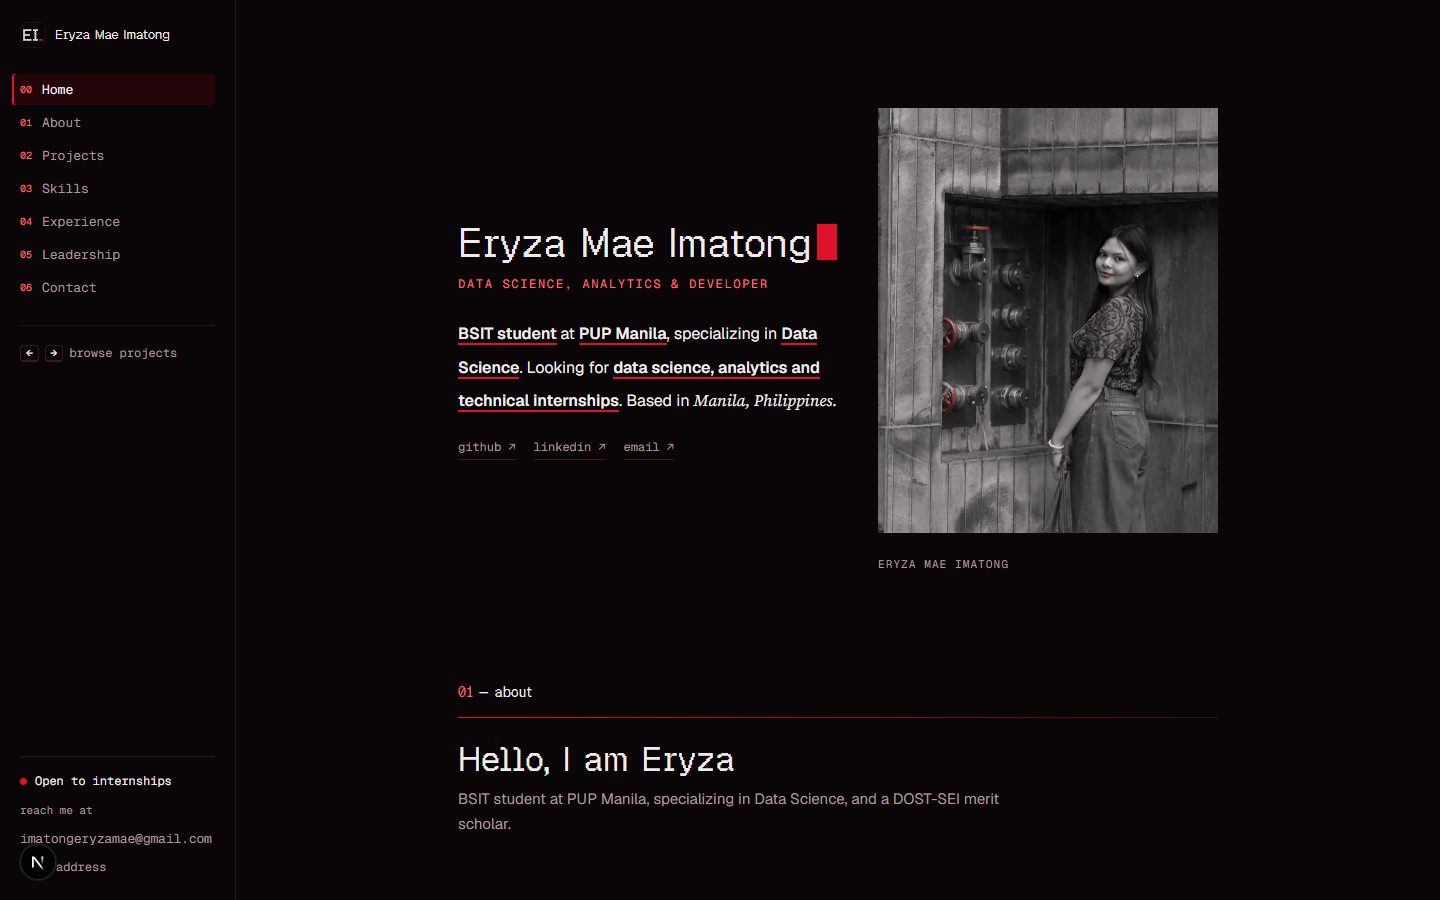 EI. Eryza Mae Imatong
00 Home
01 About
02 Projects
03 Skills
04 Experience
05 Leadership
06 Contact
← → browse projects
Open to internships
reach me at
imatongeryzamae@gmail.com
N address
Eryza Mae Imatong
DATA SCIENCE, ANALYTICS & DEVELOPER
BSIT student at PUP Manila, specializing in Data
Science. Looking for data science, analytics and
technical internships. Based in Manila, Philippines.
github ↗ linkedin ↗ email ↗
ERYZA MAE IMATONG
01 — about
Hello, I am Eryza
BSIT student at PUP Manila, specializing in Data Science, and a DOST-SEI merit
scholar.